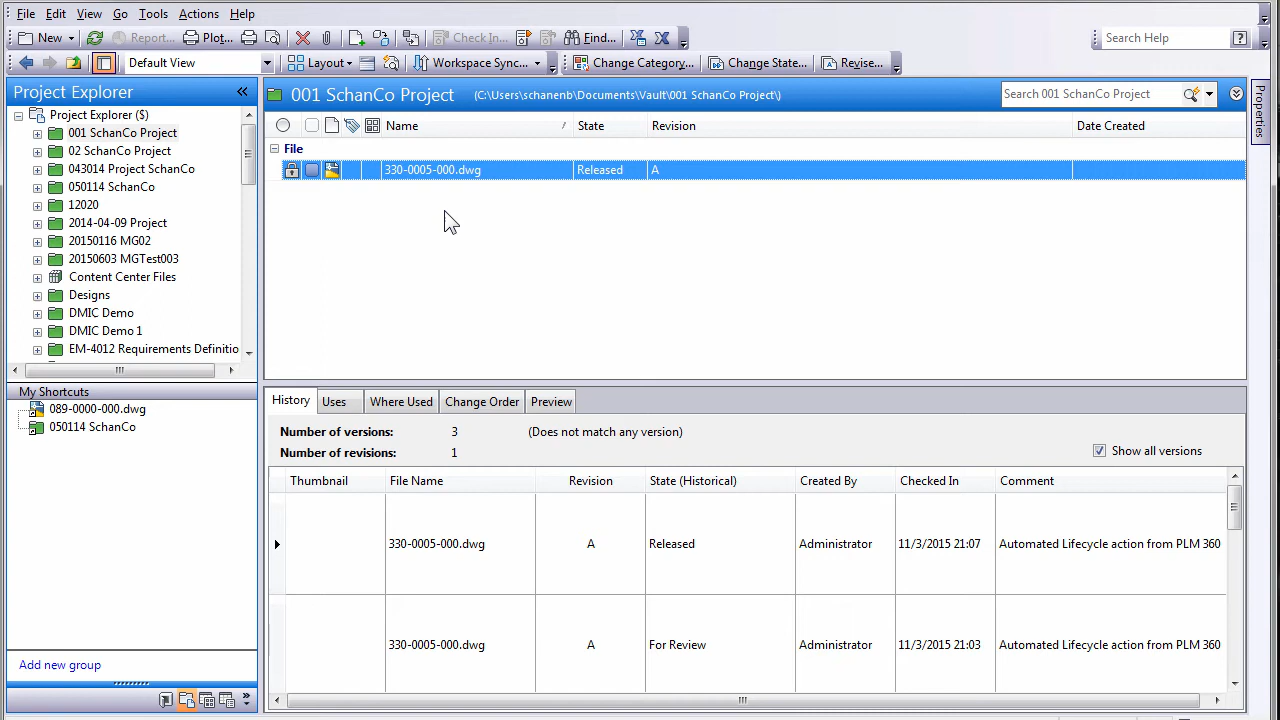 File Edit View Go Tools Actions Help
New Report... Plot... Check In... Find... Search Help
Default View Layout Workspace Sync... Change Category... Change State... Revise...
Project Explorer
Project Explorer ($)
001 SchanCo Project
02 SchanCo Project
043014 Project SchanCo
050114 SchanCo
12020
2014-04-09 Project
20150116 MG02
20150603 MGTest003
Content Center Files
Designs
DMIC Demo
DMIC Demo 1
EM-4012 Requirements Definitio
My Shortcuts
089-0000-000.dwg
050114 SchanCo
Add new group
001 SchanCo Project (C:\Users\schanenb\Documents\Vault\001 SchanCo Project\) Search 001 SchanCo Project
Name State Revision Date Created
File
330-0005-000.dwg Released A
History Uses Where Used Change Order Preview
Number of versions: 3 (Does not match any version)
Number of revisions: 1
Show all versions
Thumbnail File Name Revision State (Historical) Created By Checked In Comment
330-0005-000.dwg A Released Administrator 11/3/2015 21:07 Automated Lifecycle action from PLM 360
330-0005-000.dwg A For Review Administrator 11/3/2015 21:03 Automated Lifecycle action from PLM 360
Properties